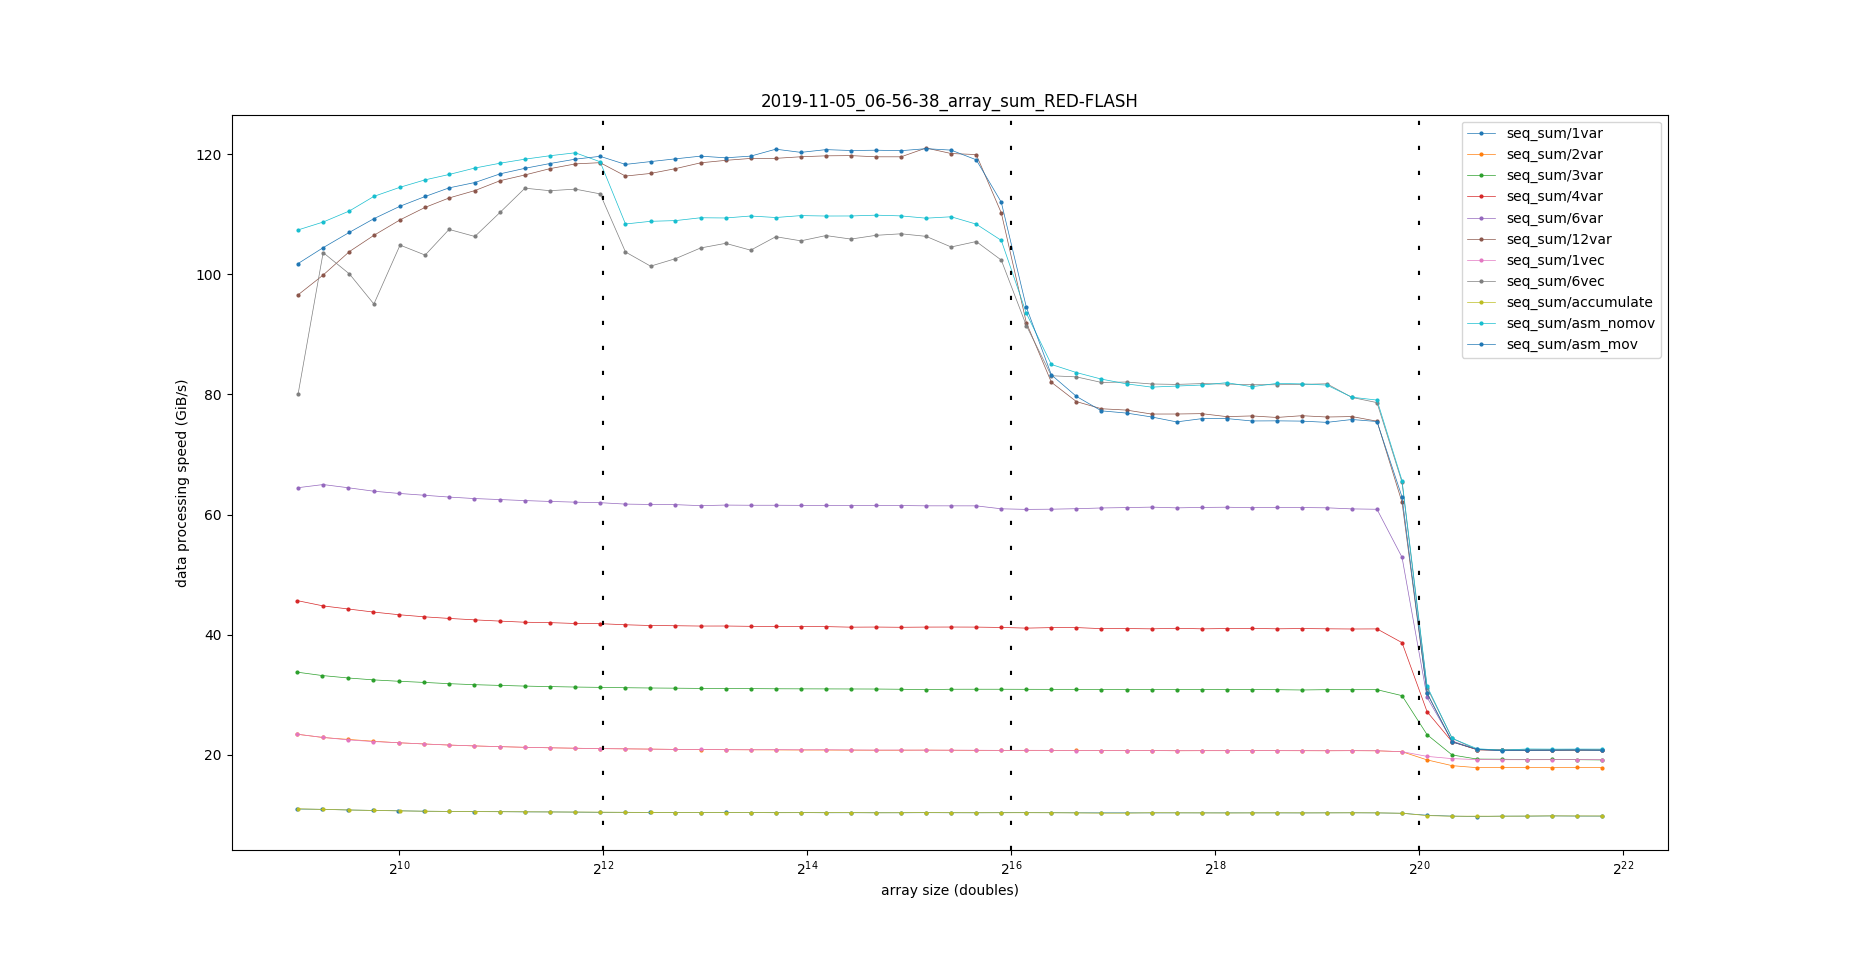 2019-11-05_06-56-38_array_sum_RED-FLASH
120
100
80
60
40
20
data processing speed (GiB/s)
seq_sum/1var
seq_sum/2var
seq_sum/3var
seq_sum/4var
seq_sum/6var
seq_sum/12var
seq_sum/1vec
seq_sum/6vec
seq_sum/accumulate
seq_sum/asm_nomov
seq_sum/asm_mov
2^10 2^12 2^14 2^16 2^18 2^20 2^22
array size (doubles)